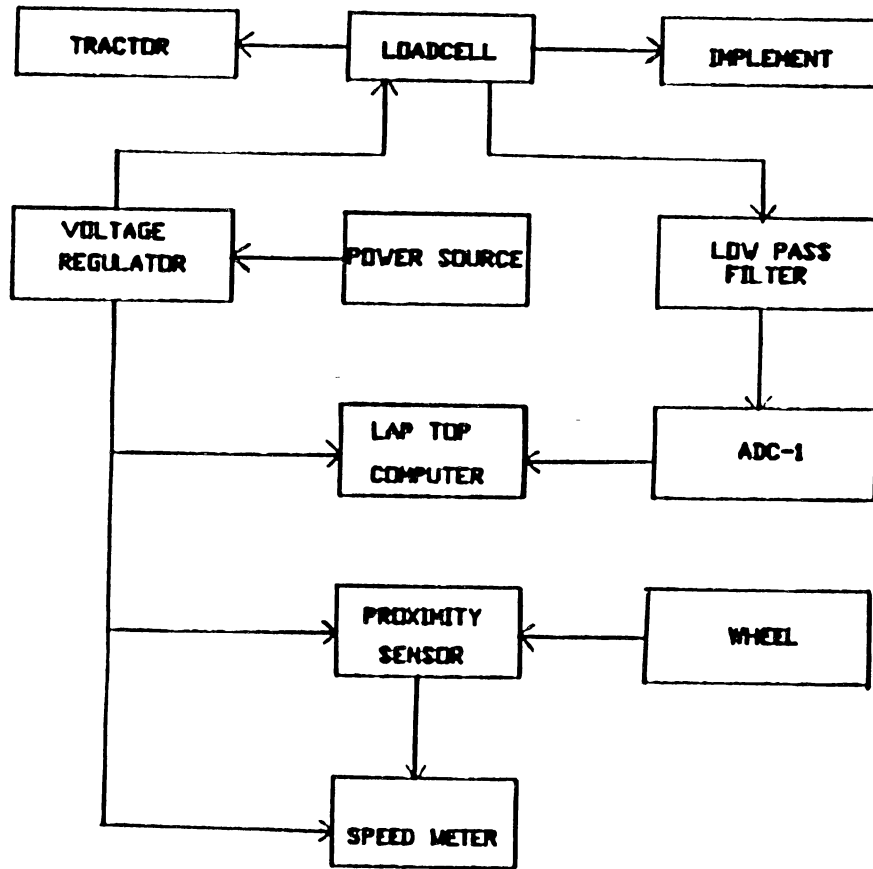 TRACTOR
LOADCELL
IMPLEMENT
VOLTAGE
REGULATOR
POWER SOURCE
LOW PASS
FILTER
LAP TOP
COMPUTER
ADC-1
PROXIMITY
SENSOR
WHEEL
SPEED METER